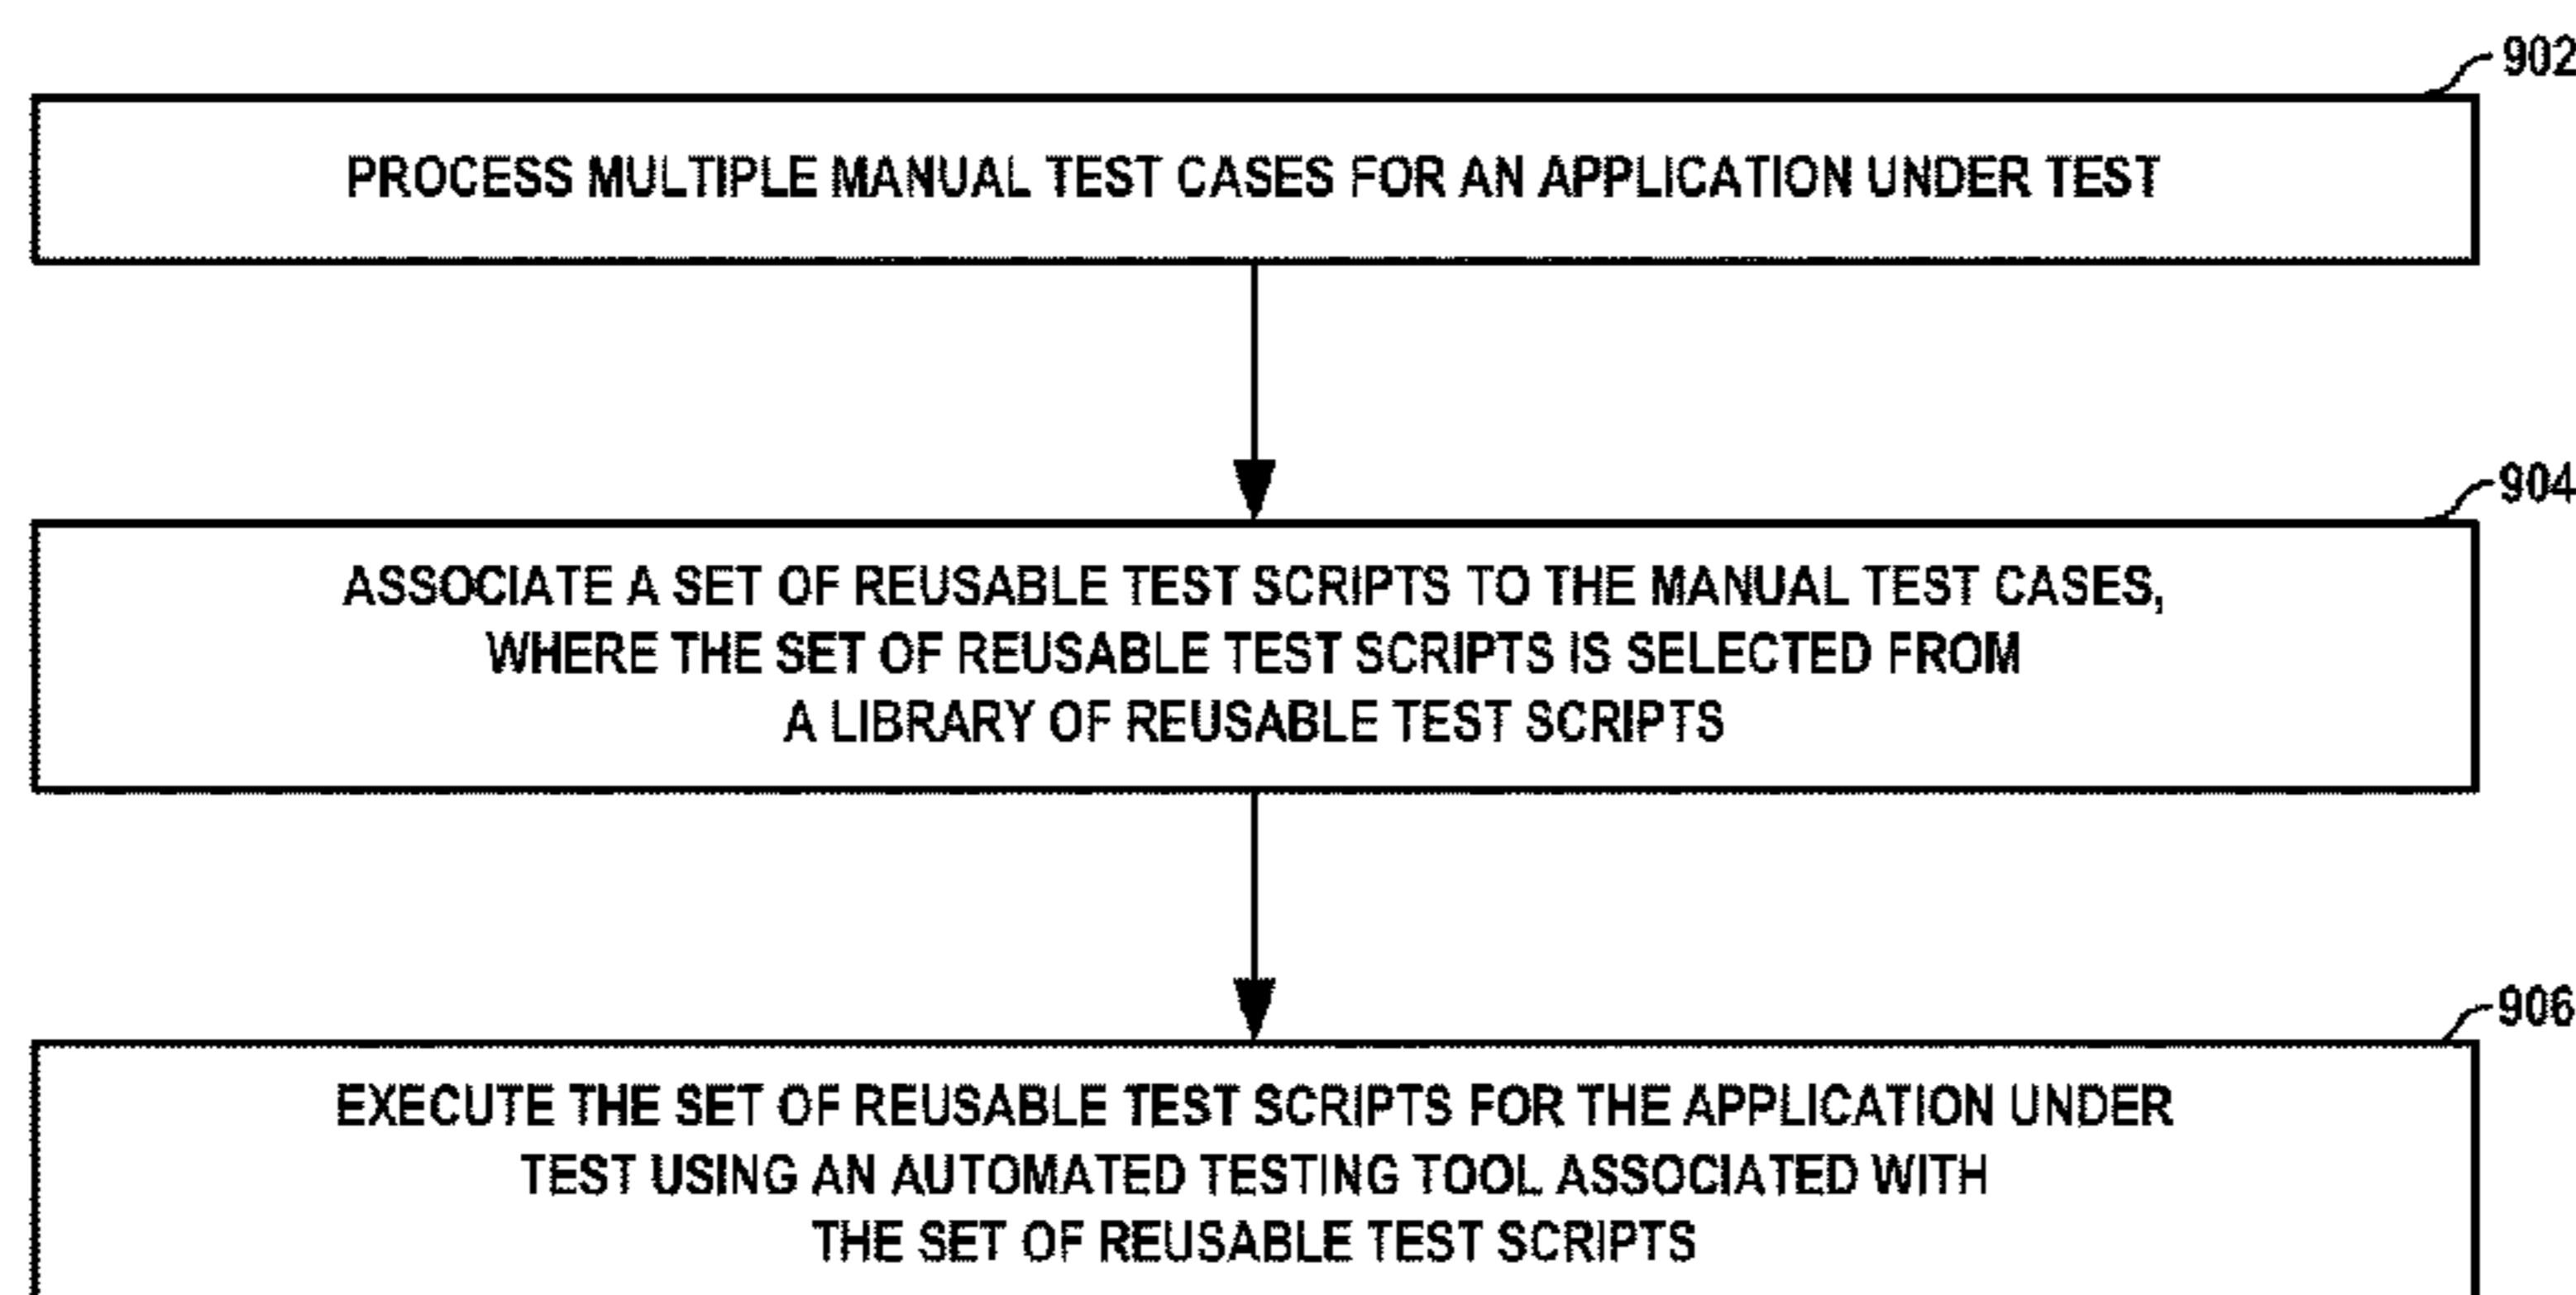 902
PROCESS MULTIPLE MANUAL TEST CASES FOR AN APPLICATION UNDER TEST
904
ASSOCIATE A SET OF REUSABLE TEST SCRIPTS TO THE MANUAL TEST CASES,
WHERE THE SET OF REUSABLE TEST SCRIPTS IS SELECTED FROM
A LIBRARY OF REUSABLE TEST SCRIPTS
906
EXECUTE THE SET OF REUSABLE TEST SCRIPTS FOR THE APPLICATION UNDER
TEST USING AN AUTOMATED TESTING TOOL ASSOCIATED WITH
THE SET OF REUSABLE TEST SCRIPTS